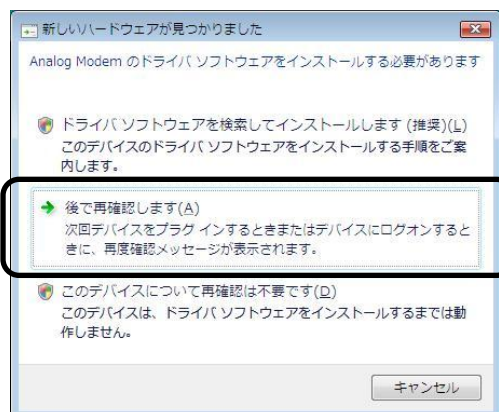 新しいハードウェアが見つかりました
Analog Modem のドライバ ソフトウェアをインストールする必要があります
ドライバ ソフトウェアを検索してインストールします (推奨)(L)
このデバイスのドライバ ソフトウェアをインストールする手順をご案
内します。
後で再確認します(A)
次回デバイスをプラグ インするときまたはデバイスにログオンすると
きに、再度確認メッセージが表示されます。
このデバイスについて再確認は不要です(D)
このデバイスは、ドライバ ソフトウェアをインストールするまでは動
作しません。
キャンセル